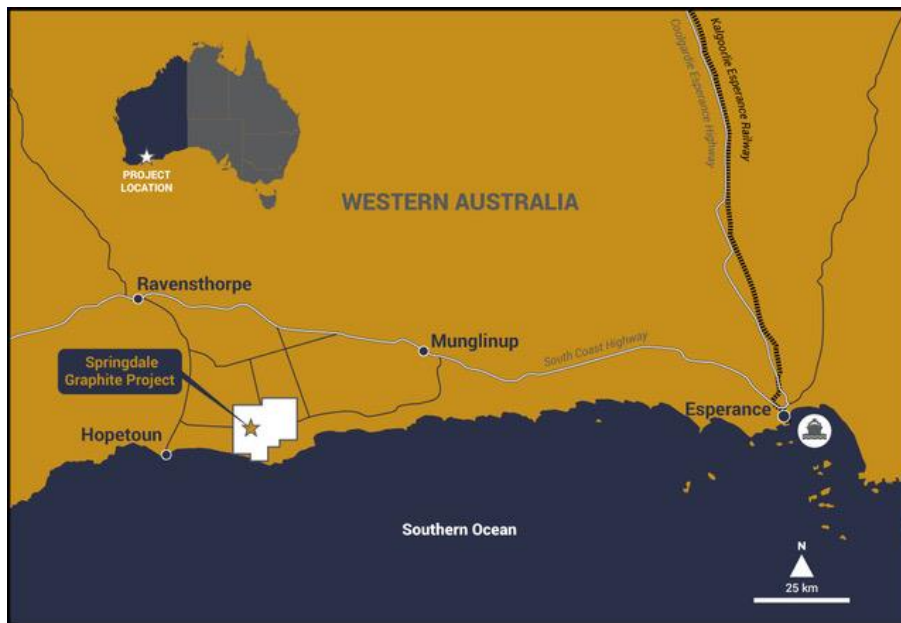 PROJECT
LOCATION
WESTERN AUSTRALIA
Coolgardie Esperance Highway
Kalgoorlie Esperance Railway
Ravensthorpe
Munglinup
South Coast Highway
Springdale
Graphite Project
Esperance
Hopetoun
Southern Ocean
N
25 km